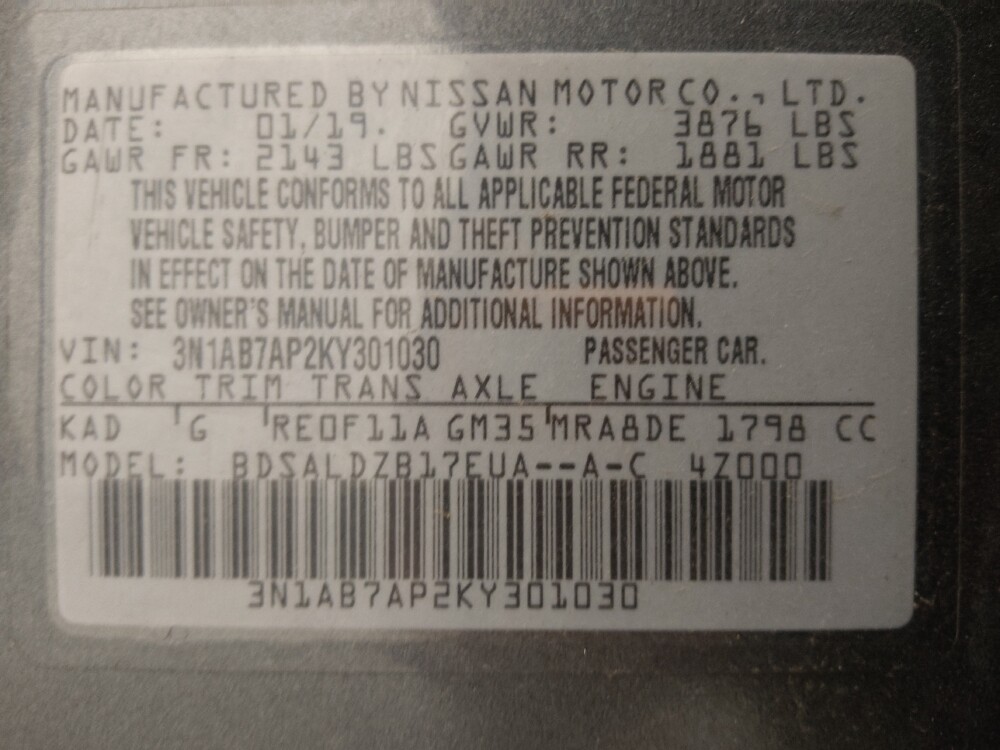 MANUFACTURED BY NISSAN MOTOR CO., LTD.
DATE: 01/19. GVWR: 3876 LBS
GAWR FR: 2143 LBS GAWR RR: 1881 LBS
THIS VEHICLE CONFORMS TO ALL APPLICABLE FEDERAL MOTOR
VEHICLE SAFETY, BUMPER AND THEFT PREVENTION STANDARDS
IN EFFECT ON THE DATE OF MANUFACTURE SHOWN ABOVE.
SEE OWNER'S MANUAL FOR ADDITIONAL INFORMATION.
VIN: 3N1AB7AP2KY301030 PASSENGER CAR.
COLOR TRIM TRANS AXLE ENGINE
KAD G RE0F11A GM35 MRA8DE 1798 CC
MODEL: BDSALDZB17EUA--A-C 4Z000
3N1AB7AP2KY301030